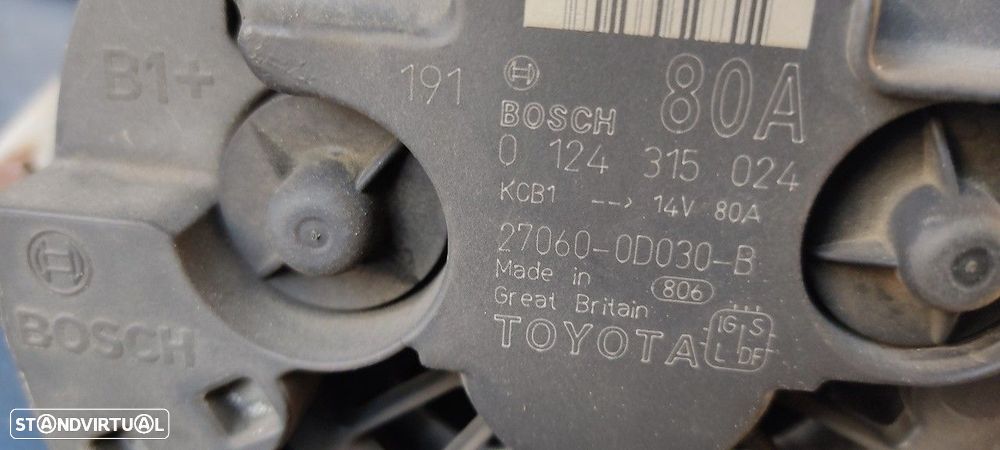 B1+
191
80A
BOSCH
0 124 315 024
KCB1 --> 14V 80A
27060-0D030-B
Made in
Great Britain
806
TOYOTA
IG S
L DF
BOSCH
STANDVIRTUAL